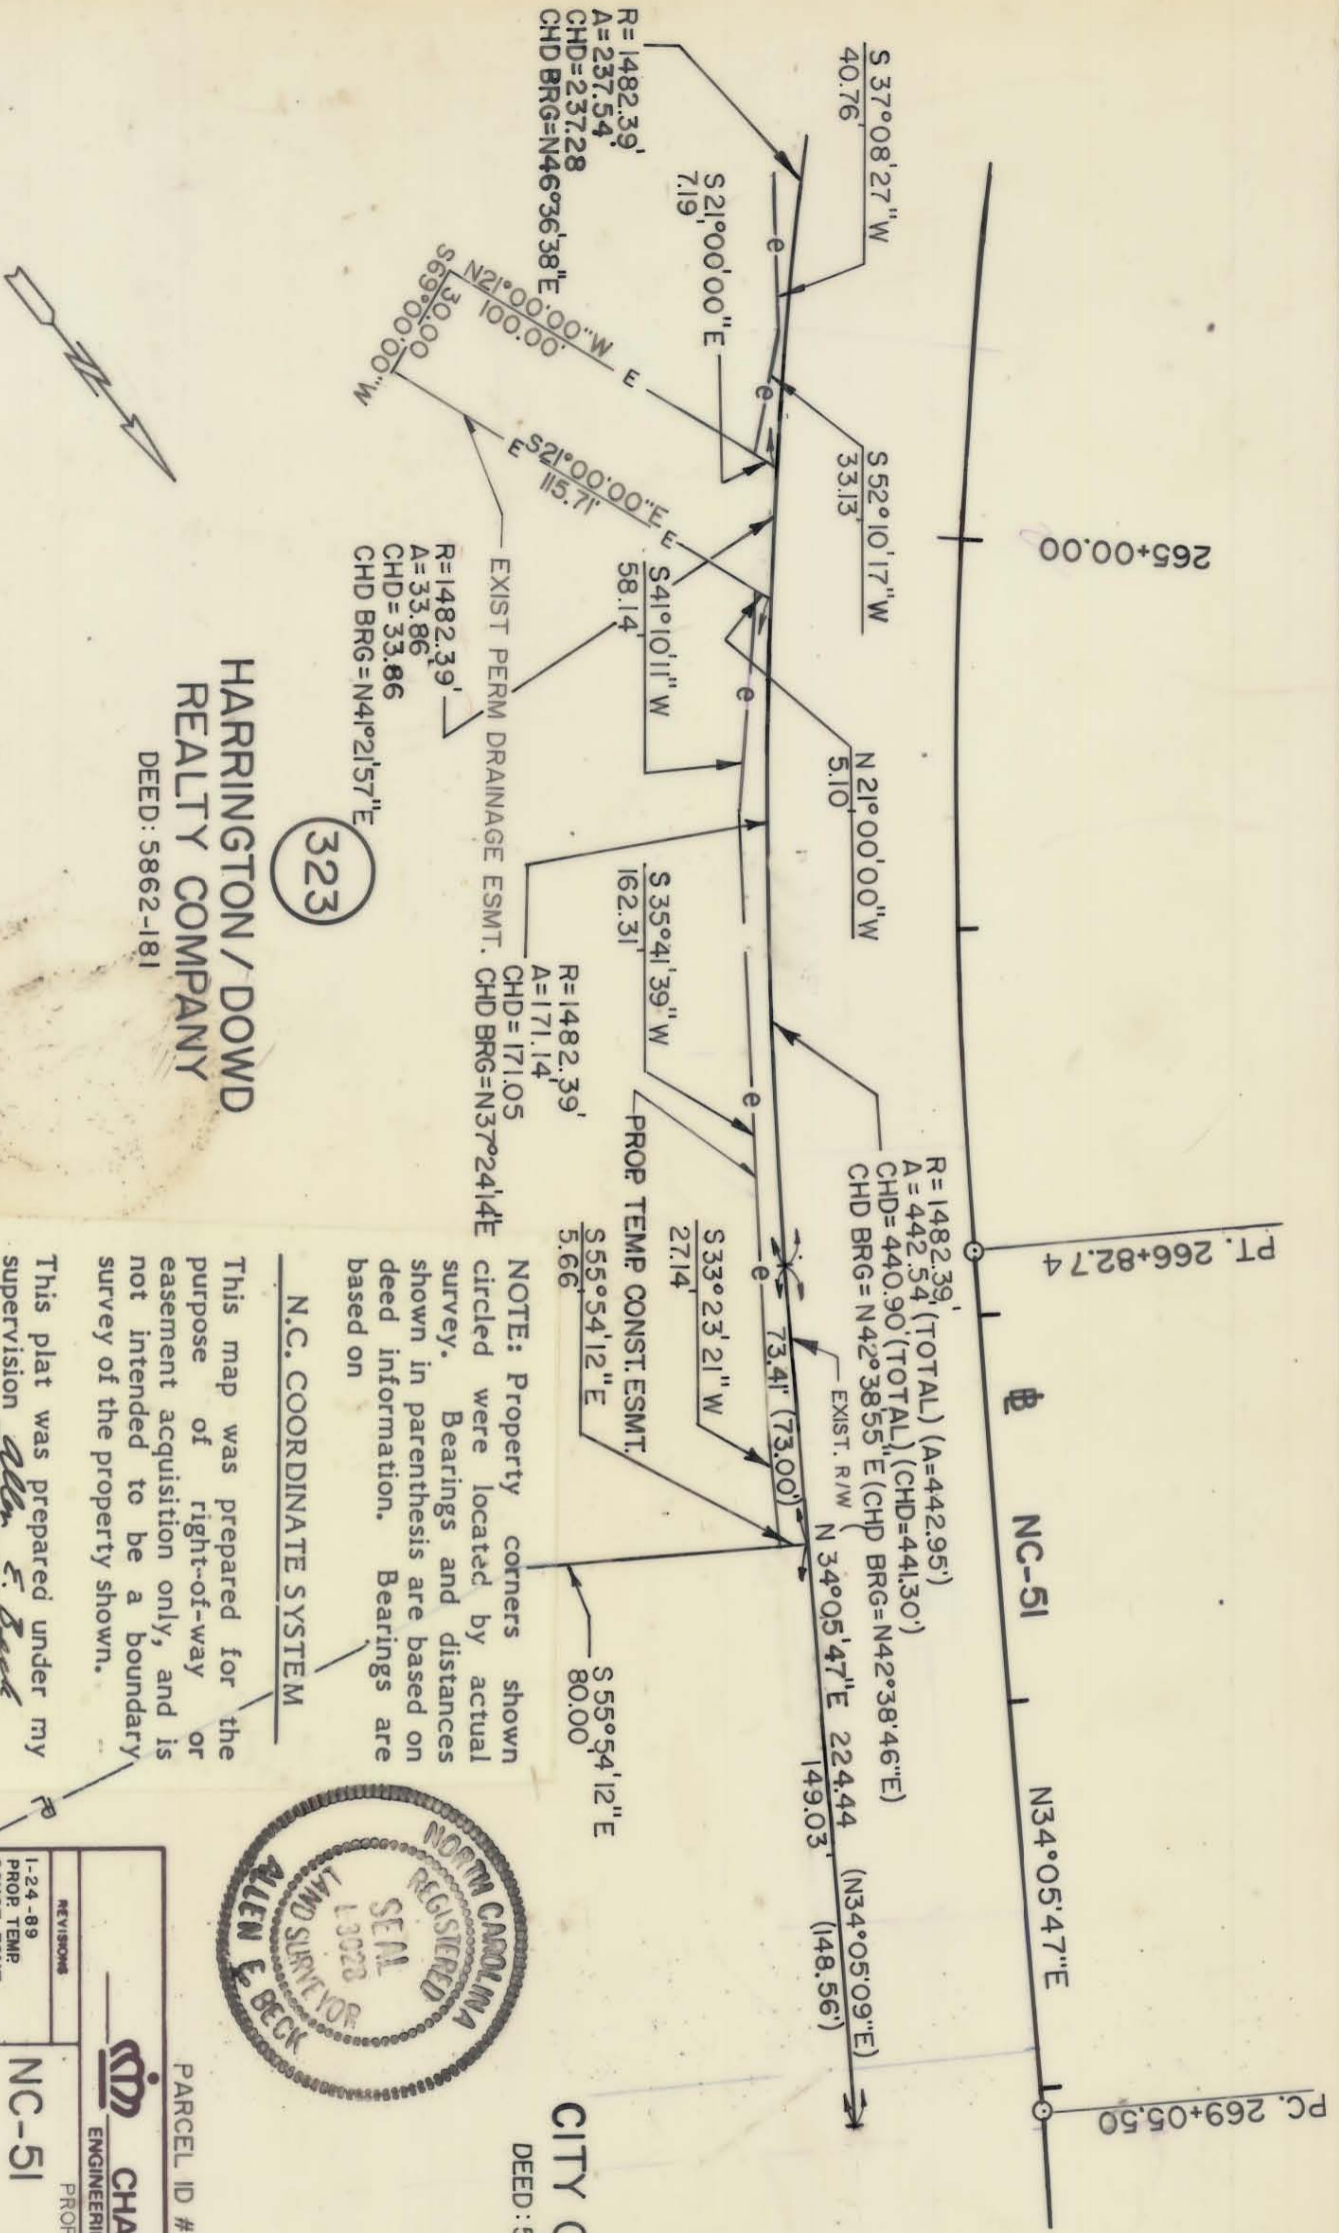 265+00.00
P.T. 266+82.74
P.C. 269+05.50
NC-51
N34°05'47"E
S 37°08'27"W
40.76'
S 52°10'17"W
33.13'
N 21°00'00"W
5.10'
R=1482.39' (TOTAL) (A=442.95')
A=442.54' (TOTAL) (CHD=441.30')
CHD=440.90' (CHD BRG=N42°38'46"E)
CHD BRG=N42°38'55"E
EXIST. R/W
N 34°05'47"E 224.44 (N34°05'09"E)
149.03' (148.56')
73.41' (73.00')
R=1482.39'
A=237.54'
CHD=237.28
CHD BRG=N46°36'38"E
S21°00'00"E
7.19'
e
e
e
e
e
N21°00'00"W
100.00'
S69°00'00"W
30.00
E
E
E
S21°00'00"E
115.71'
S41°10'11"W
58.14'
S 35°41'39"W
162.31'
S33°23'21"W
27.14'
PROP. TEMP. CONST. ESMT.
S55°54'12"E
5.66'
S 55°54'12"E
80.00'
EXIST PERM DRAINAGE ESMT.
R=1482.39'
A=33.86'
CHD=33.86
CHD BRG=N41°21'57"E
R=1482.39'
A=171.14'
CHD=171.05
CHD BRG=N37°24'14"E
323
HARRINGTON/DOWD
REALTY COMPANY
DEED: 5862-181
NOTE: Property corners shown
circled were located by actual
survey. Bearings and distances
shown in parenthesis are based on
deed information. Bearings are
based on
N.C. COORDINATE SYSTEM
This map was prepared for the
purpose of right-of-way or
easement acquisition only, and is
not intended to be a boundary
survey of the property shown.
This plat was prepared under my
supervision Allen E. Beck
NORTH CAROLINA
REGISTERED
SEAL
L-3028
LAND SURVEYOR
ALLEN E. BECK
CITY
DEED:
PARCEL ID #
CHA
ENGINEERI
PROP
NC-51
REVISIONS
1-24-89
PROP. TEMP.